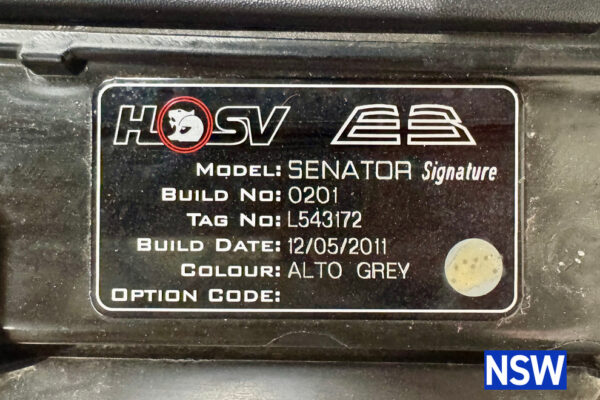 HSV E3
MODEL: SENATOR Signature
BUILD NO: 0201
TAG NO: L543172
BUILD DATE: 12/05/2011
COLOUR: ALTO GREY
OPTION CODE:
NSW